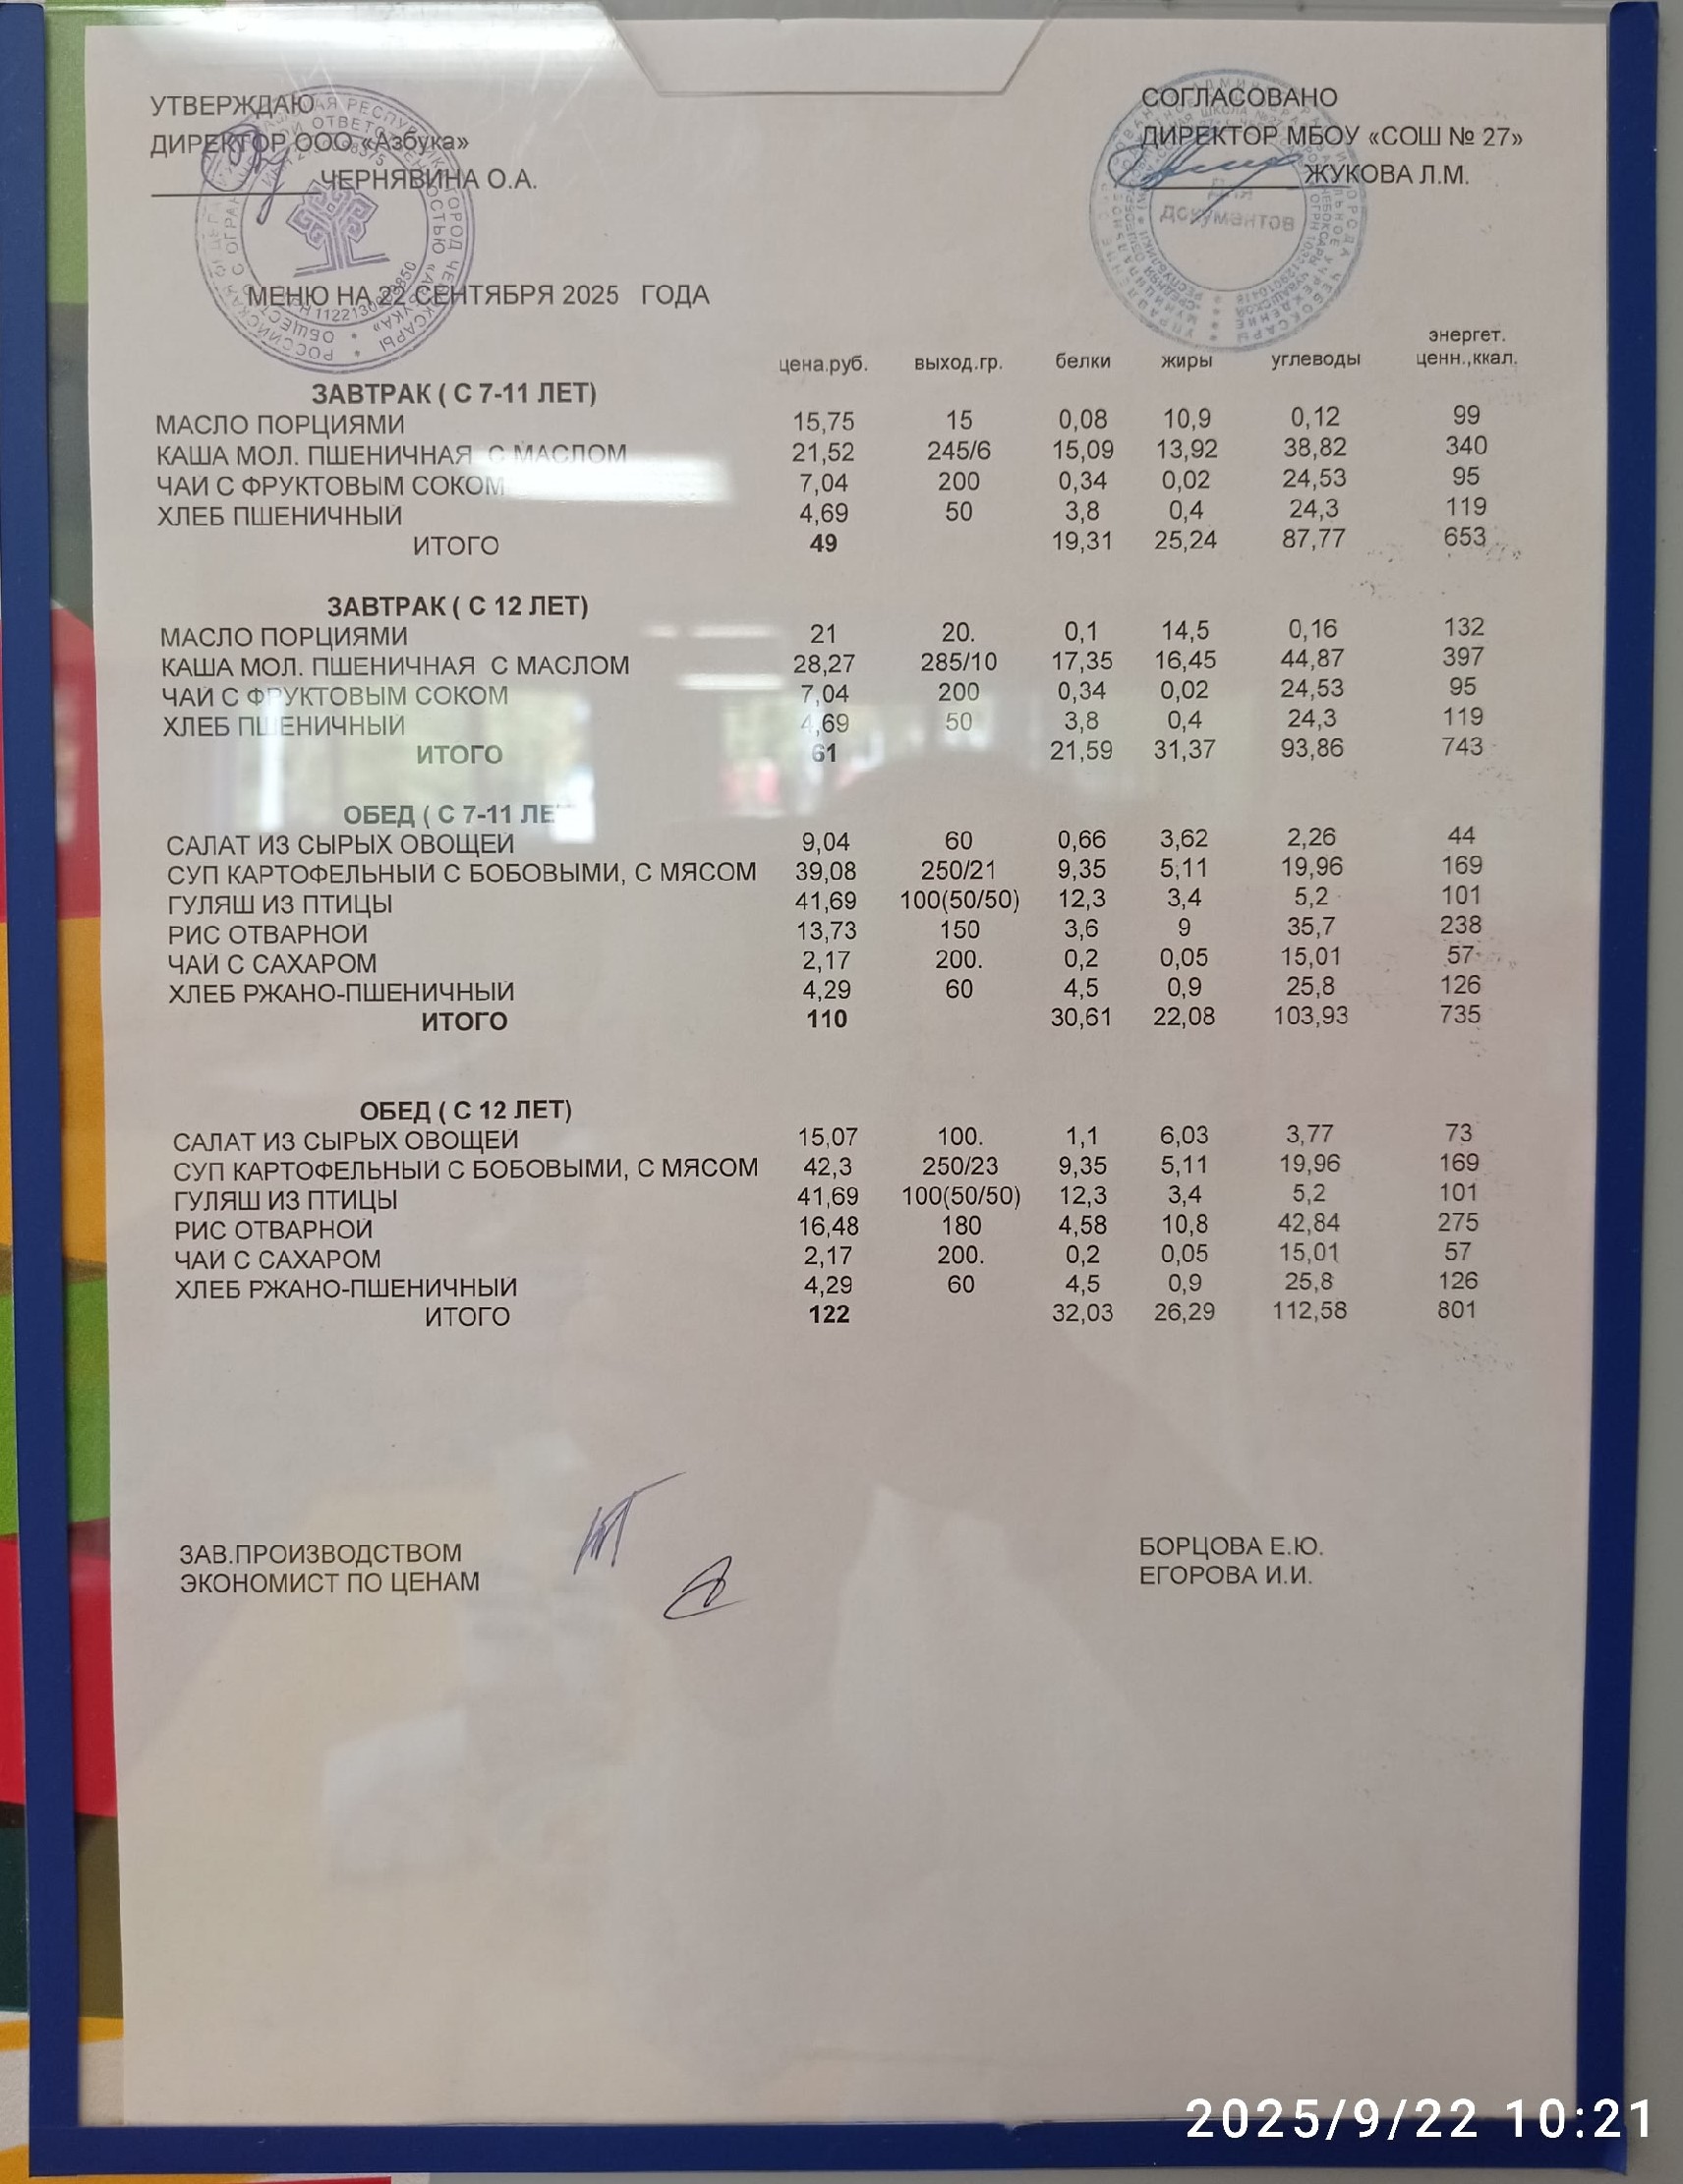 УТВЕРЖДАЮ
ДИРЕКТОР ООО «Азбука»
ЧЕРНЯВИНА О.А.
СОГЛАСОВАНО
ДИРЕКТОР МБОУ «СОШ № 27»
ЖУКОВА Л.М.
Для
документов
МЕНЮ НА 22 СЕНТЯБРЯ 2025 ГОДА
цена.руб. выход.гр. белки жиры углеводы энергет. ценн.,ккал.
ЗАВТРАК ( С 7-11 ЛЕТ)
МАСЛО ПОРЦИЯМИ 15,75 15 0,08 10,9 0,12 99
КАША МОЛ. ПШЕНИЧНАЯ С МАСЛОМ 21,52 245/6 15,09 13,92 38,82 340
ЧАЙ С ФРУКТОВЫМ СОКОМ 7,04 200 0,34 0,02 24,53 95
ХЛЕБ ПШЕНИЧНЫЙ 4,69 50 3,8 0,4 24,3 119
ИТОГО 49 19,31 25,24 87,77 653
ЗАВТРАК ( С 12 ЛЕТ)
МАСЛО ПОРЦИЯМИ 21 20. 0,1 14,5 0,16 132
КАША МОЛ. ПШЕНИЧНАЯ С МАСЛОМ 28,27 285/10 17,35 16,45 44,87 397
ЧАЙ С ФРУКТОВЫМ СОКОМ 7,04 200 0,34 0,02 24,53 95
ХЛЕБ ПШЕНИЧНЫЙ 4,69 50 3,8 0,4 24,3 119
ИТОГО 61 21,59 31,37 93,86 743
ОБЕД ( С 7-11 ЛЕ
САЛАТ ИЗ СЫРЫХ ОВОЩЕЙ 9,04 60 0,66 3,62 2,26 44
СУП КАРТОФЕЛЬНЫЙ С БОБОВЫМИ, С МЯСОМ 39,08 250/21 9,35 5,11 19,96 169
ГУЛЯШ ИЗ ПТИЦЫ 41,69 100(50/50) 12,3 3,4 5,2 101
РИС ОТВАРНОЙ 13,73 150 3,6 9 35,7 238
ЧАЙ С САХАРОМ 2,17 200. 0,2 0,05 15,01 57
ХЛЕБ РЖАНО-ПШЕНИЧНЫЙ 4,29 60 4,5 0,9 25,8 126
ИТОГО 110 30,61 22,08 103,93 735
ОБЕД ( С 12 ЛЕТ)
САЛАТ ИЗ СЫРЫХ ОВОЩЕЙ 15,07 100. 1,1 6,03 3,77 73
СУП КАРТОФЕЛЬНЫЙ С БОБОВЫМИ, С МЯСОМ 42,3 250/23 9,35 5,11 19,96 169
ГУЛЯШ ИЗ ПТИЦЫ 41,69 100(50/50) 12,3 3,4 5,2 101
РИС ОТВАРНОЙ 16,48 180 4,58 10,8 42,84 275
ЧАЙ С САХАРОМ 2,17 200. 0,2 0,05 15,01 57
ХЛЕБ РЖАНО-ПШЕНИЧНЫЙ 4,29 60 4,5 0,9 25,8 126
ИТОГО 122 32,03 26,29 112,58 801
ЗАВ.ПРОИЗВОДСТВОМ БОРЦОВА Е.Ю.
ЭКОНОМИСТ ПО ЦЕНАМ ЕГОРОВА И.И.
2025/9/22 10:21